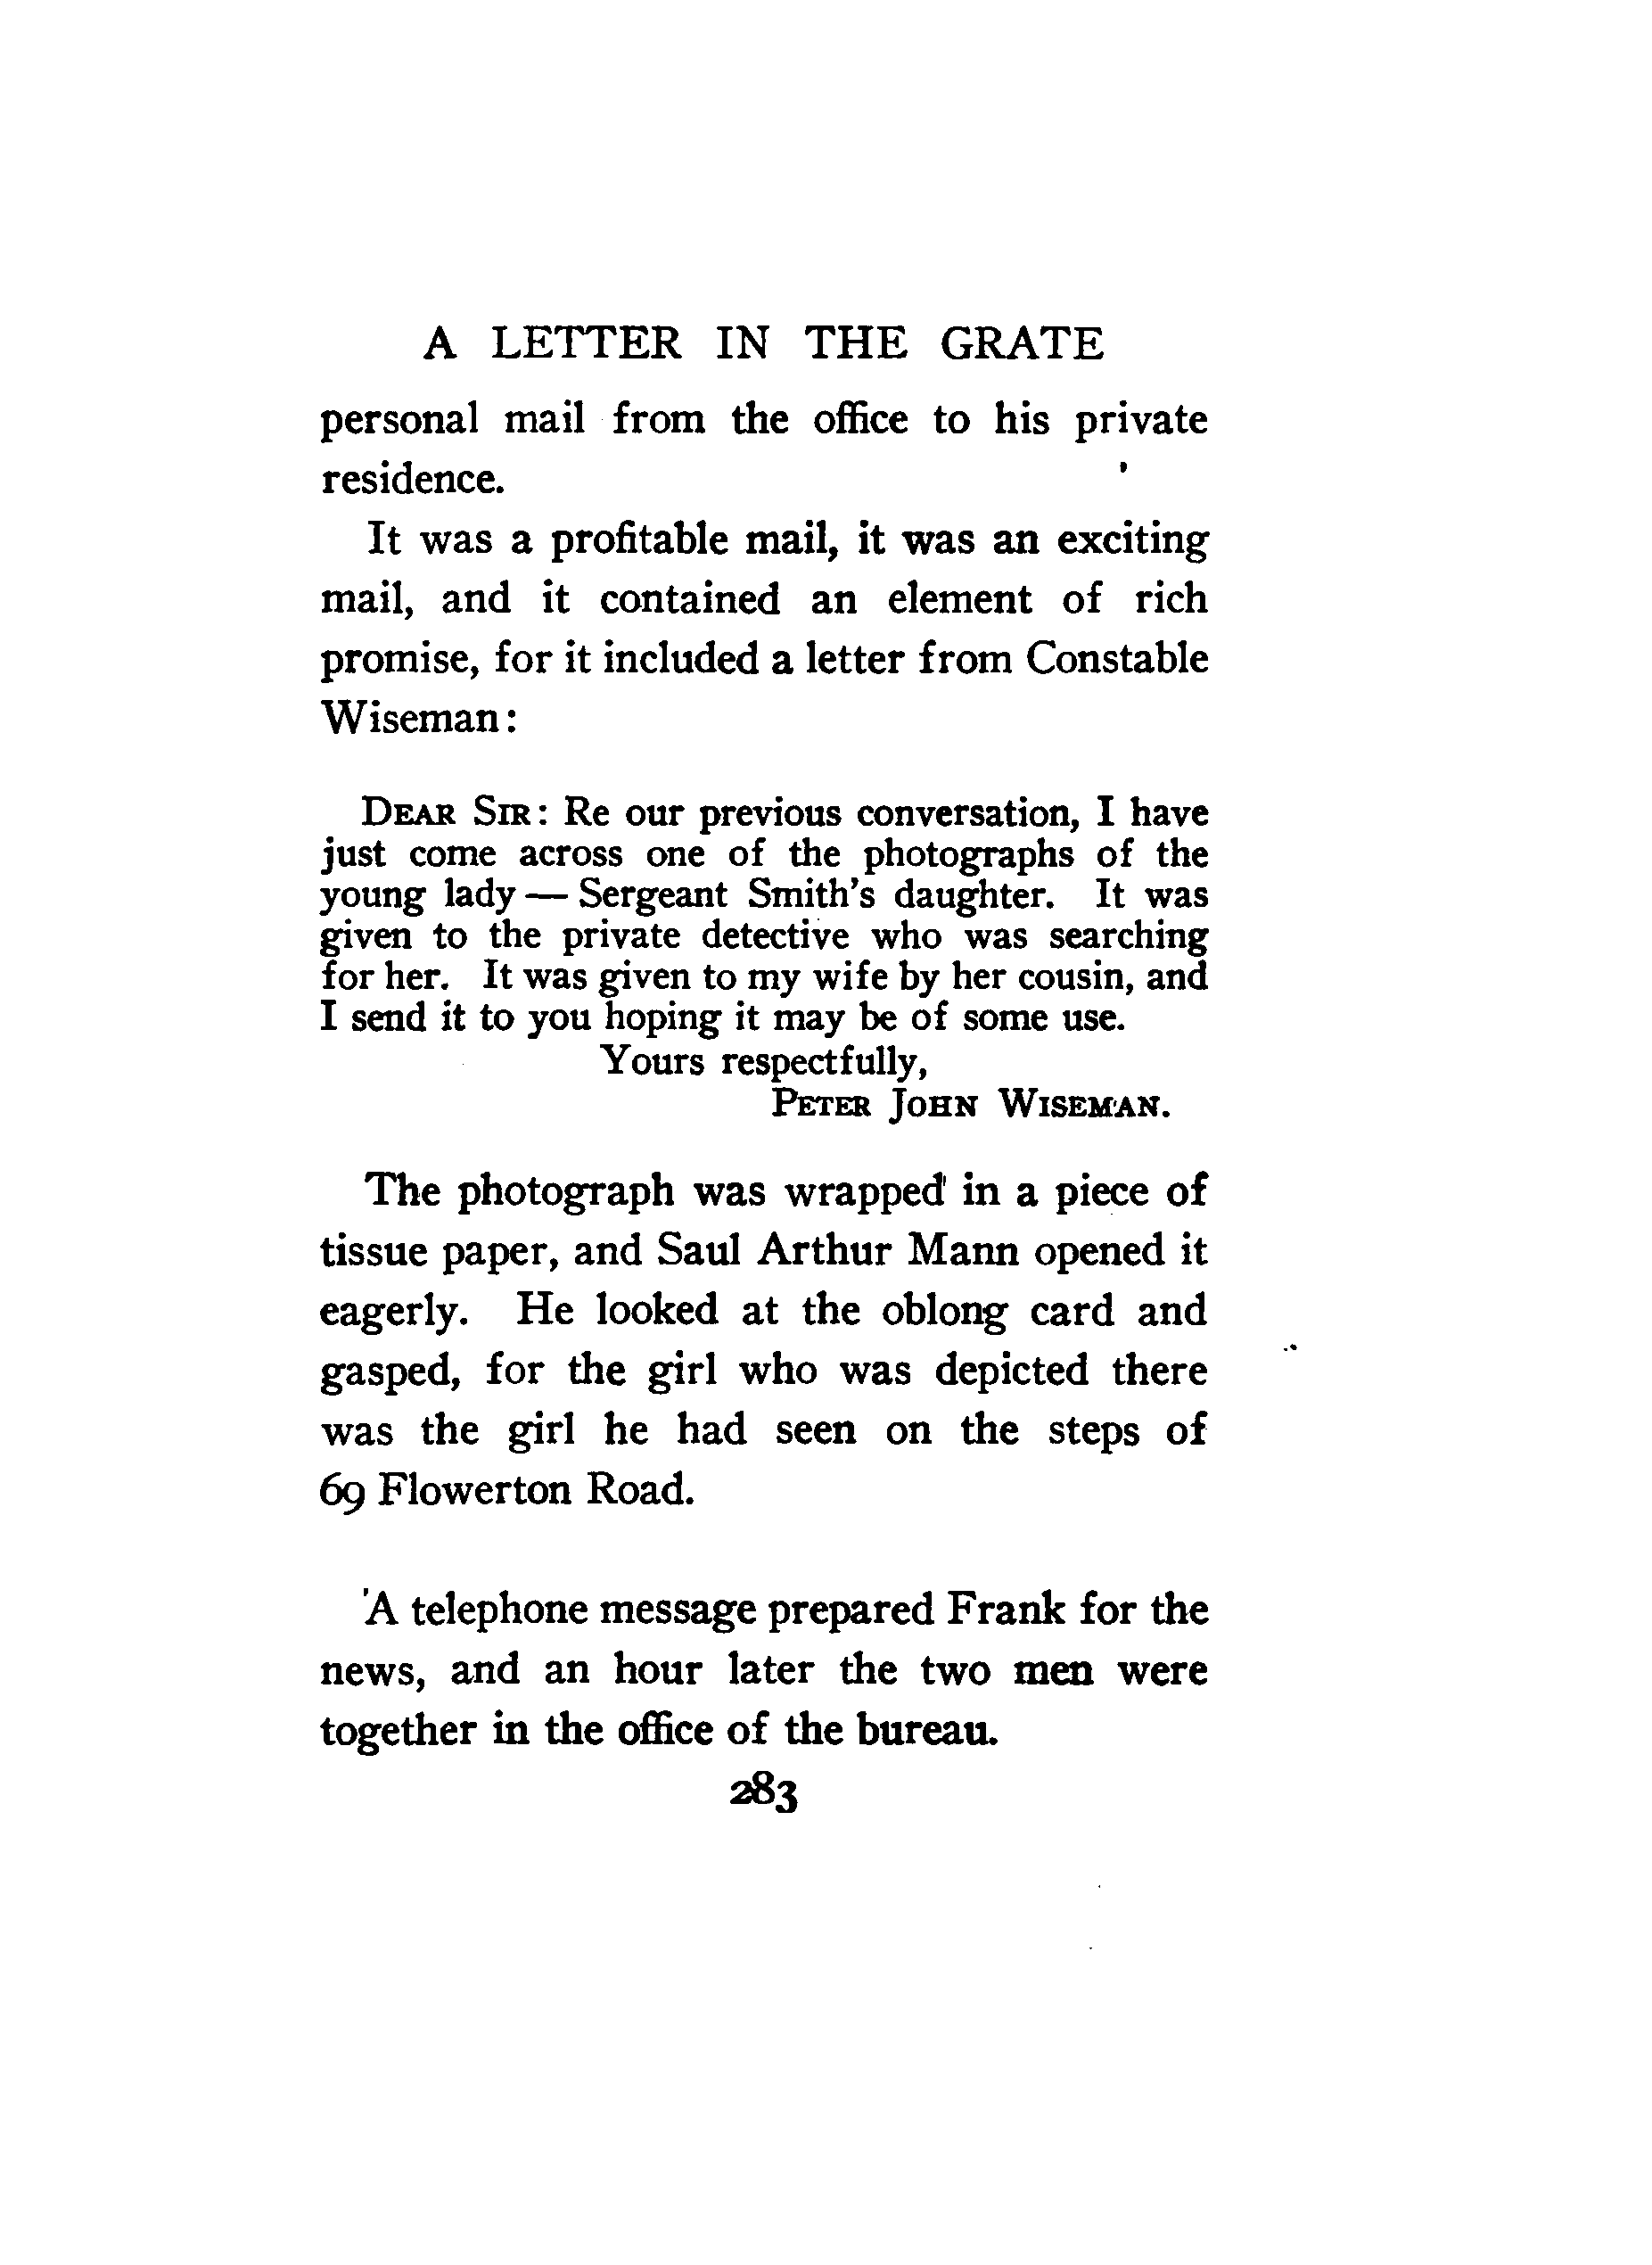 A LETTER IN THE GRATE
personal mail from the office to his private
residence.
It was a profitable mail, it was an exciting
mail, and it contained an element of rich
promise, for it included a letter from Constable
Wiseman:
DEAR SIR: Re our previous conversation, I have
just come across one of the photographs of the
young lady — Sergeant Smith's daughter. It was
given to the private detective who was searching
for her. It was given to my wife by her cousin, and
I send it to you hoping it may be of some use.
Yours respectfully,
PETER JOHN WISEMAN.
The photograph was wrapped in a piece of
tissue paper, and Saul Arthur Mann opened it
eagerly. He looked at the oblong card and
gasped, for the girl who was depicted there
was the girl he had seen on the steps of
69 Flowerton Road.
A telephone message prepared Frank for the
news, and an hour later the two men were
together in the office of the bureau.
283